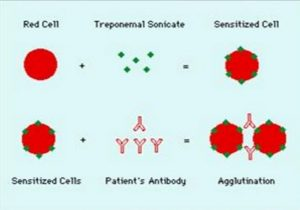 Red Cell Treponemal Sonicate Sensitized Cell
+ =
+ =
Sensitized Cells Patient's Antibody Agglutination